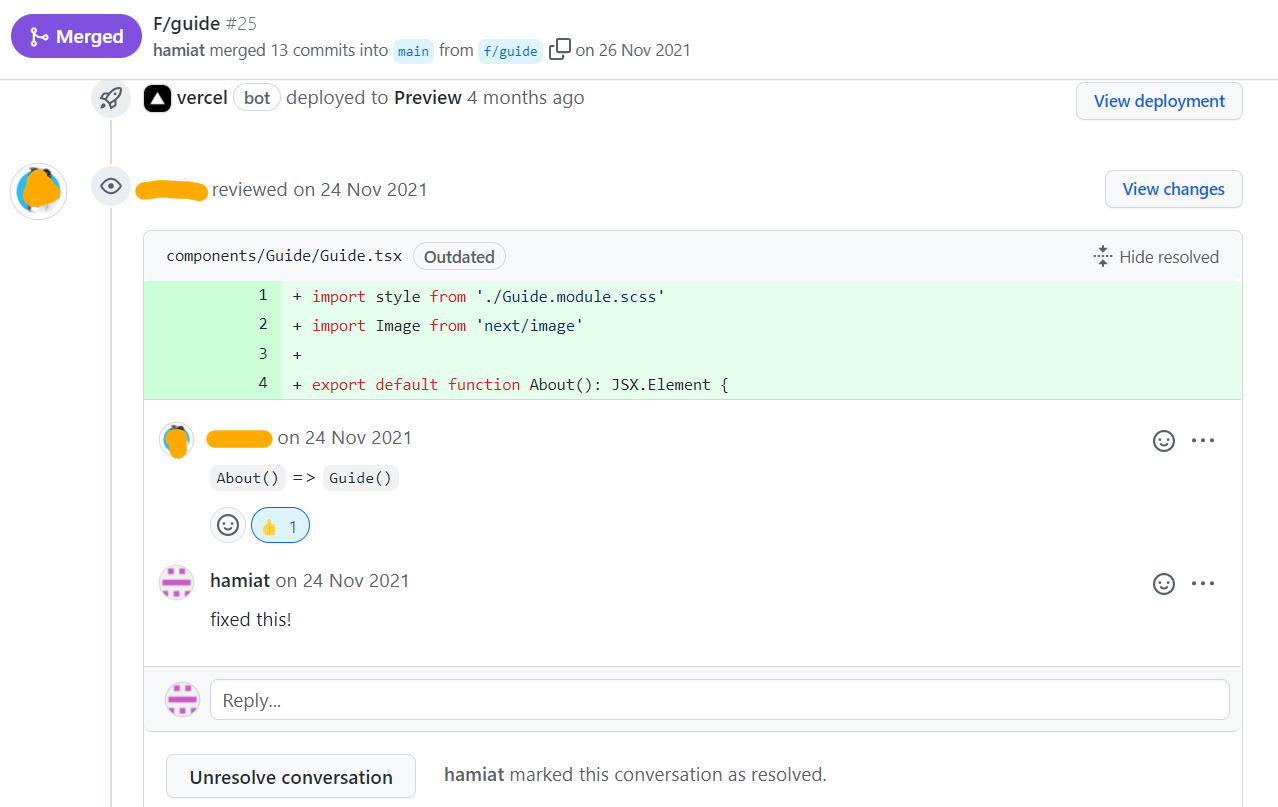 Merged
F/guide #25
hamiat merged 13 commits into main from f/guide on 26 Nov 2021
vercel bot deployed to Preview 4 months ago
View deployment
reviewed on 24 Nov 2021
View changes
components/Guide/Guide.tsx Outdated
Hide resolved
1 + import style from './Guide.module.scss'
2 + import Image from 'next/image'
3 +
4 + export default function About(): JSX.Element {
on 24 Nov 2021
About() => Guide()
👍 1
hamiat on 24 Nov 2021
fixed this!
Reply...
Unresolve conversation
hamiat marked this conversation as resolved.